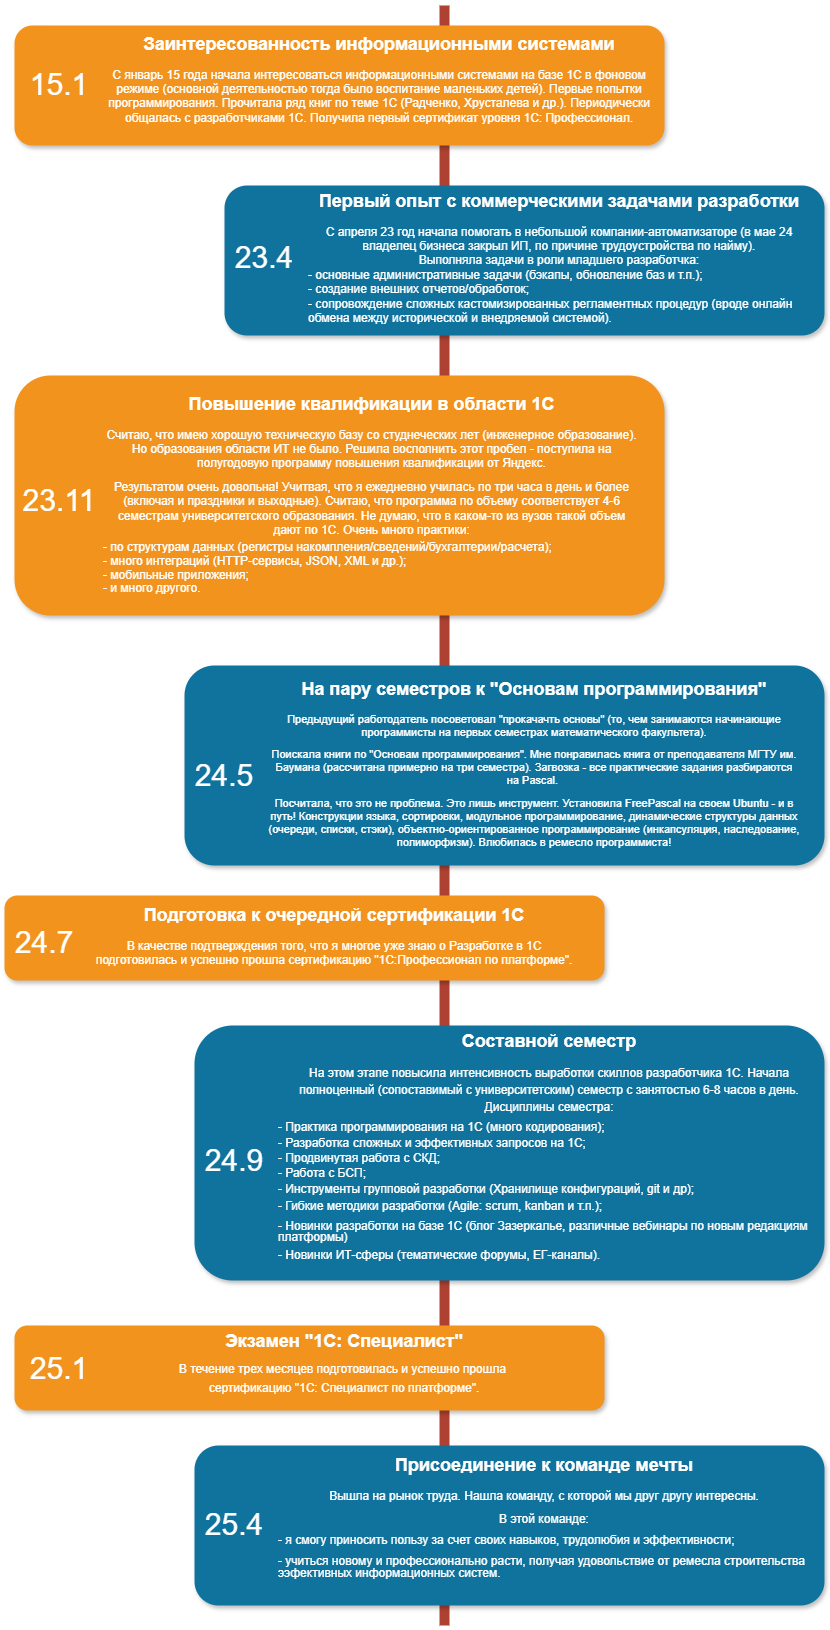 Заинтересованность информационными системами
15.1
С январь 15 года начала интересоваться информационными системами на базе 1С в фоновом
режиме (основной деятельностью тогда было воспитание маленьких детей). Первые попытки
программирования. Прочитала ряд книг по теме 1С (Радченко, Хрусталева и др.). Периодически
общалась с разработчиками 1С. Получила первый сертификат уровня 1С: Профессионал.
Первый опыт с коммерческими задачами разработки
23.4
С апреля 23 год начала помогать в небольшой компании-автоматизаторе (в мае 24
владелец бизнеса закрыл ИП, по причине трудоустройства по найму).
Выполняла задачи в роли младшего разработчка:
- основные административные задачи (бэкапы, обновление баз и т.п.);
- создание внешних отчетов/обработок;
- сопровождение сложных кастомизированных регламентных процедур (вроде онлайн
обмена между исторической и внедряемой системой).
Повышение квалификации в области 1С
23.11
Считаю, что имею хорошую техническую базу со студнеческих лет (инженерное образование).
Но образования области ИТ не было. Решила восполнить этот пробел - поступила на
полугодовую программу повышения квалификации от Яндекс.
Результатом очень довольна! Учитвая, что я ежедневно училась по три часа в день и более
(включая и праздники и выходные). Считаю, что программа по объему соответствует 4-6
семестрам университетского образования. Не думаю, что в каком-то из вузов такой объем
дают по 1С. Очень много практики:
- по структурам данных (регистры накомпления/сведений/бухгалтерии/расчета);
- много интеграций (HTTP-сервисы, JSON, XML и др.);
- мобильные приложения;
- и много другого.
На пару семестров к "Основам программирования"
24.5
Предыдущий работодатель посоветовал "прокачачть основы" (то, чем занимаются начинающие
программисты на первых семестрах математического факультета).
Поискала книги по "Основам программирования". Мне понравилась книга от преподавателя МГТУ им.
Баумана (рассчитана примерно на три семестра). Загвозка - все практические задания разбираются
на Pascal.
Посчитала, что это не проблема. Это лишь инструмент. Установила FreePascal на своем Ubuntu - и в
путь! Конструкции языка, сортировки, модульное программирование, динамические структуры данных
(очереди, списки, стэки), объектно-ориентированное программирование (инкапсуляция, наследование,
полиморфизм). Влюбилась в ремесло программиста!
Подготовка к очередной сертификации 1С
24.7
В качестве подтверждения того, что я многое уже знаю о Разработке в 1С
подготовилась и успешно прошла сертификацию "1С:Профессионал по платформе".
Составной семестр
24.9
На этом этапе повысила интенсивность выработки скиллов разработчика 1С. Начала
полноценный (сопоставимый с университетским) семестр с занятостью 6-8 часов в день.
Дисциплины семестра:
- Практика программирования на 1С (много кодирования);
- Разработка сложных и эффективных запросов на 1С;
- Продвинутая работа с СКД;
- Работа с БСП;
- Инструменты групповой разработки (Хранилище конфигураций, git и др);
- Гибкие методики разработки (Agile: scrum, kanban и т.п.);
- Новинки разработки на базе 1С (блог Зазеркалье, различные вебинары по новым редакциям
платформы)
- Новинки ИТ-сферы (тематические форумы, ЕГ-каналы).
Экзамен "1С: Специалист"
25.1
В течение трех месяцев подготовилась и успешно прошла
сертификацию "1С: Специалист по платформе".
Присоединение к команде мечты
25.4
Вышла на рынок труда. Нашла команду, с которой мы друг другу интересны.
В этой команде:
- я смогу приносить пользу за счет своих навыков, трудолюбия и эффективности;
- учиться новому и профессионально расти, получая удовольствие от ремесла строительства
ээфективных информационных систем.